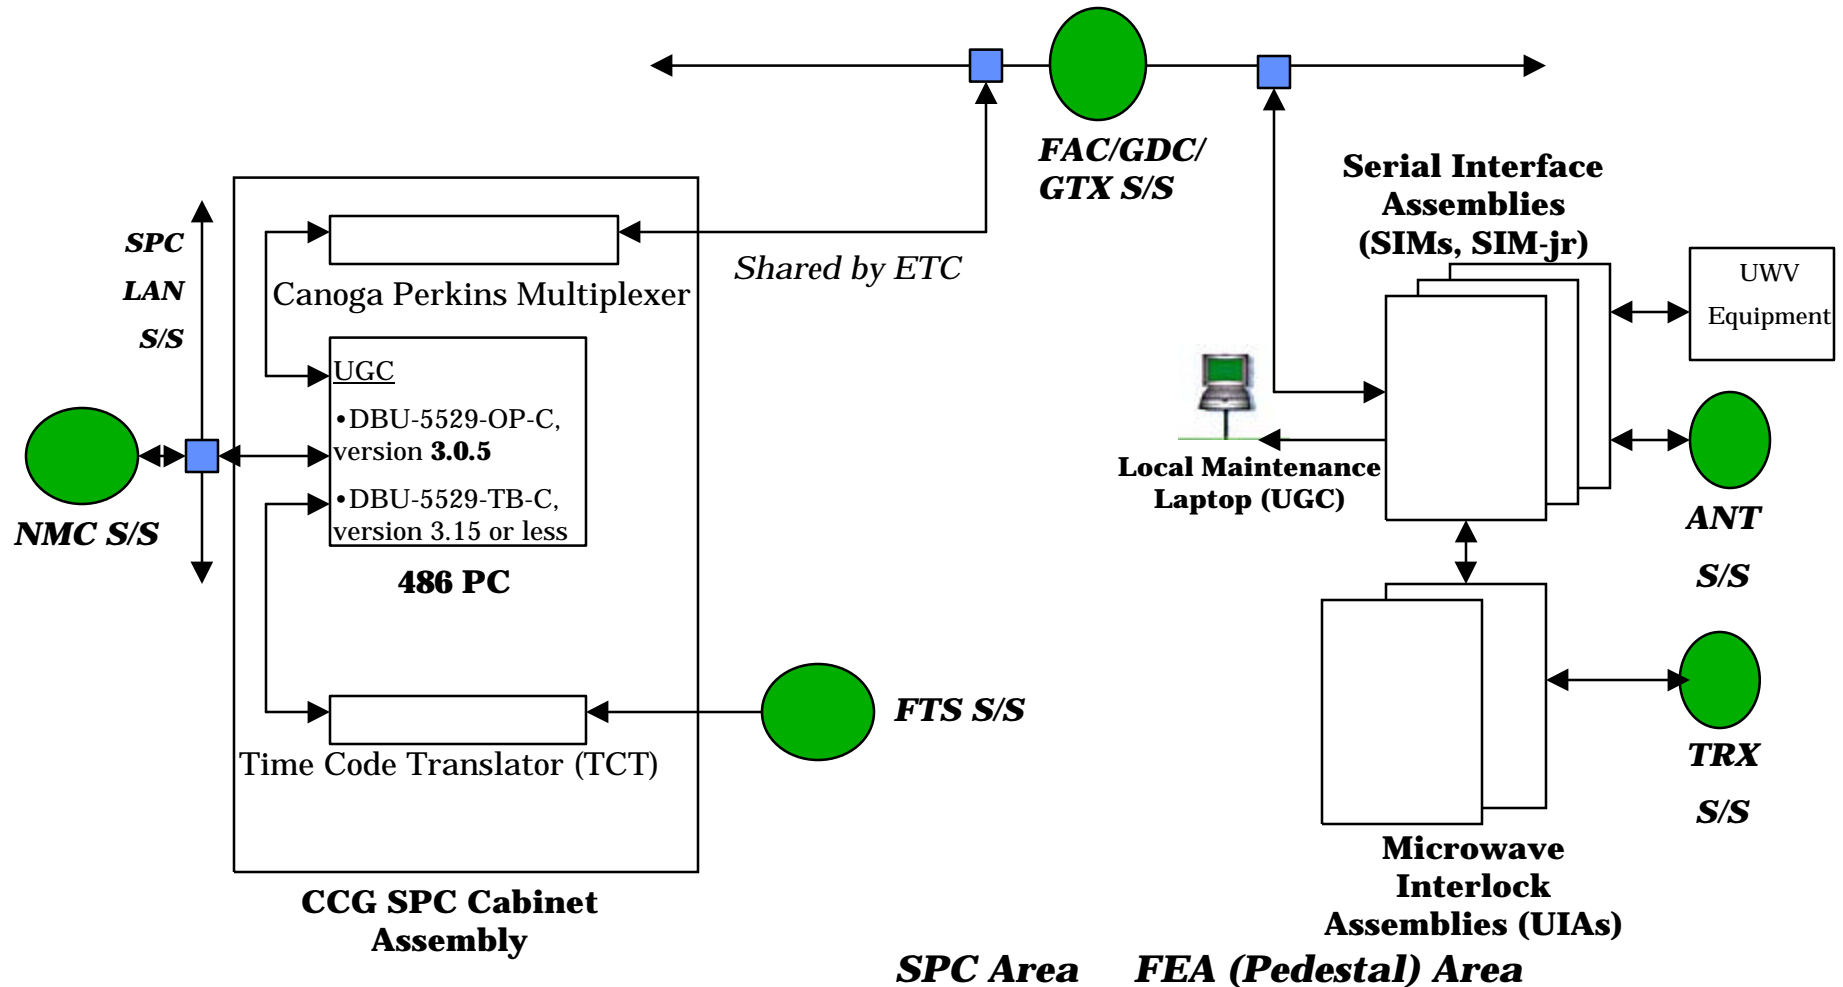 FAC/GDC/
GTX S/S
Serial Interface
Assemblies
(SIMs, SIM-jr)
SPC
LAN
S/S
Shared by ETC
Canoga Perkins Multiplexer
UWV
Equipment
UGC
•DBU-5529-OP-C,
version 3.0.5
•DBU-5529-TB-C,
version 3.15 or less
486 PC
NMC S/S
Local Maintenance
Laptop (UGC)
ANT
S/S
FTS S/S
Time Code Translator (TCT)
TRX
S/S
Microwave
Interlock
Assemblies (UIAs)
CCG SPC Cabinet
Assembly
SPC Area FEA (Pedestal) Area